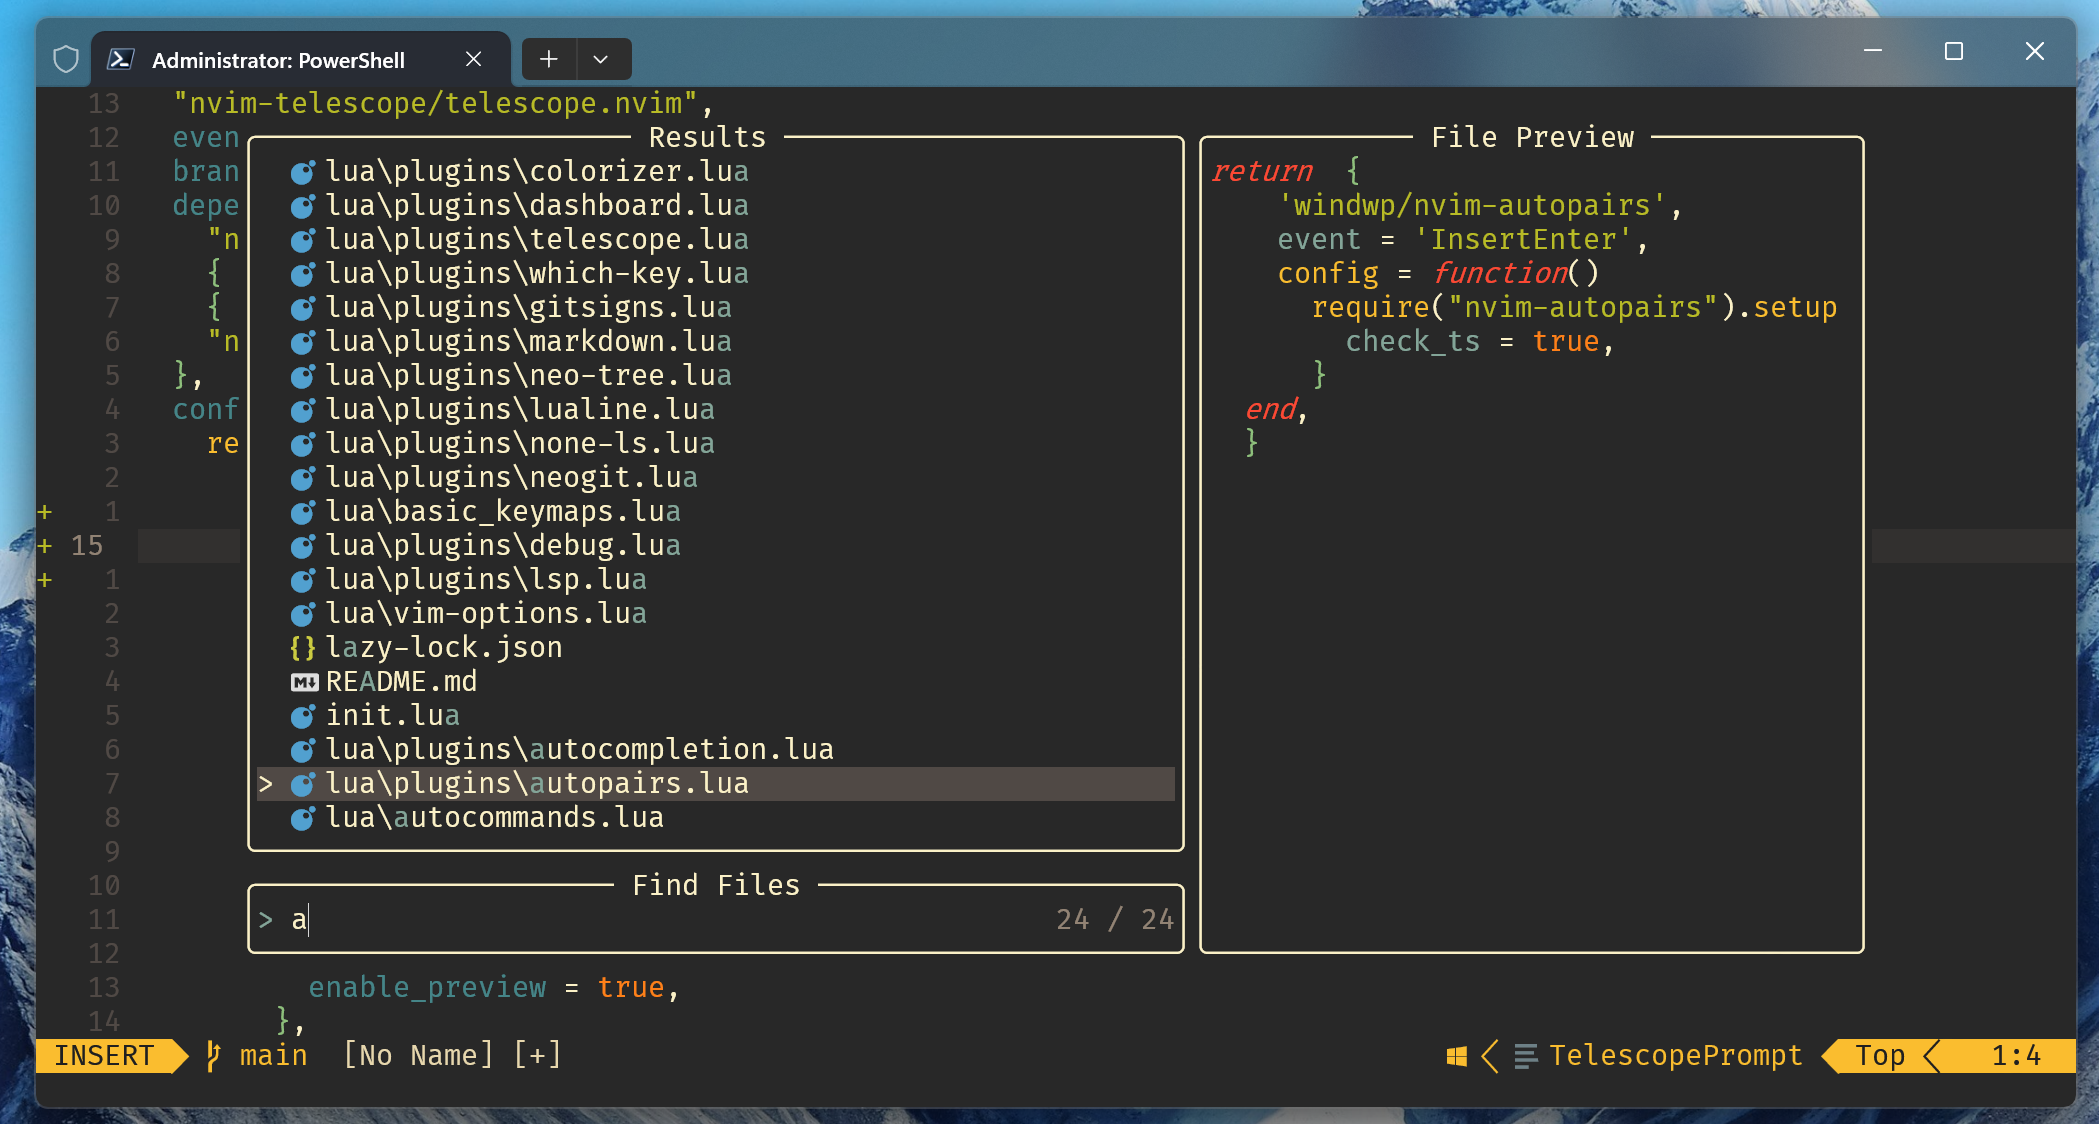 Administrator: PowerShell
13 "nvim-telescope/telescope.nvim",
12 even
11 bran
10 depe
9 "n
8 {
7 {
6 "n
5 },
4 conf
3 re
2
+ 1
+ 15
+ 1
2
3
4
5
6
7
8
9
10
11
12
13 enable_preview = true,
14 },
Results
lua\plugins\colorizer.lua
lua\plugins\dashboard.lua
lua\plugins\telescope.lua
lua\plugins\which-key.lua
lua\plugins\gitsigns.lua
lua\plugins\markdown.lua
lua\plugins\neo-tree.lua
lua\plugins\lualine.lua
lua\plugins\none-ls.lua
lua\plugins\neogit.lua
lua\basic_keymaps.lua
lua\plugins\debug.lua
lua\plugins\lsp.lua
lua\vim-options.lua
{} lazy-lock.json
M↓ README.md
init.lua
lua\plugins\autocompletion.lua
> lua\plugins\autopairs.lua
lua\autocommands.lua
Find Files
> a 24 / 24
File Preview
return {
'windwp/nvim-autopairs',
event = 'InsertEnter',
config = function()
require("nvim-autopairs").setup
check_ts = true,
}
end,
}
INSERT main [No Name] [+] TelescopePrompt Top 1:4